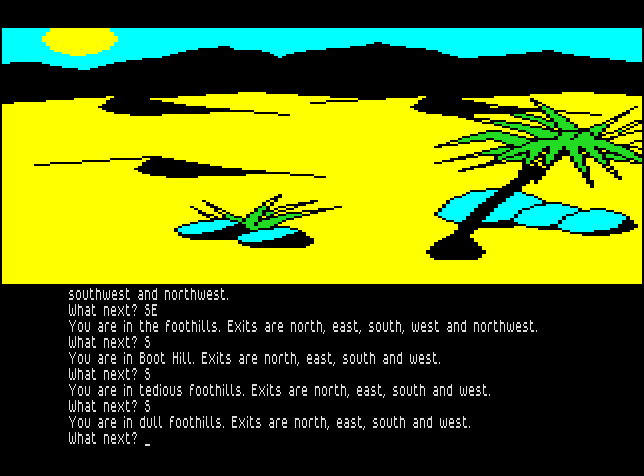 southwest and northwest.
What next? SE
You are in the foothills. Exits are north, east, south, west and northwest.
What next? S
You are in Boot Hill. Exits are north, east, south and west.
What next? S
You are in tedious foothills. Exits are north, east, south and west.
What next? S
You are in dull foothills. Exits are north, east, south and west.
What next? _